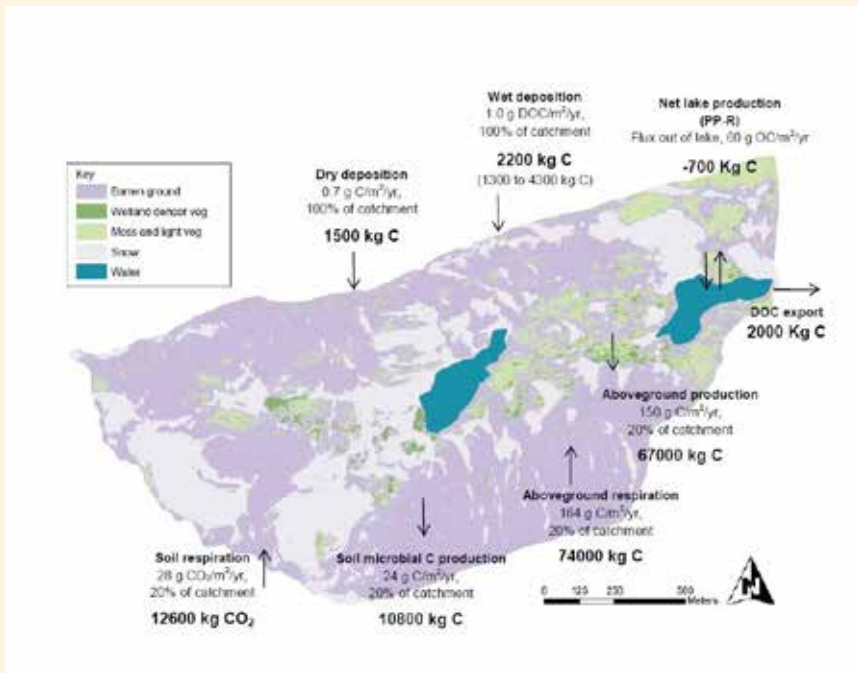 Wet deposition
1.0 g DOC/m²/yr,
100% of catchment
2200 kg C
(1300 to 4300 kg C)
Net lake production
(PP-R)
Flux out of lake, 60 g OC/m²/yr
-700 Kg C
Dry deposition
0.7 g C/m²/yr,
100% of catchment
1500 kg C
Key
Barren ground
Wetland denser veg
Moss and light veg
Snow
Water
DOC export
2000 Kg C
Aboveground production
150 g C/m²/yr,
20% of catchment
67000 kg C
Aboveground respiration
164 g C/m²/yr,
20% of catchment
74000 kg C
Soil respiration
28 g CO₂/m²/yr,
20% of catchment
12600 kg CO₂
Soil microbial C production
24 g C/m²/yr,
20% of catchment
10800 kg C
N
0 125 250 500
Meters